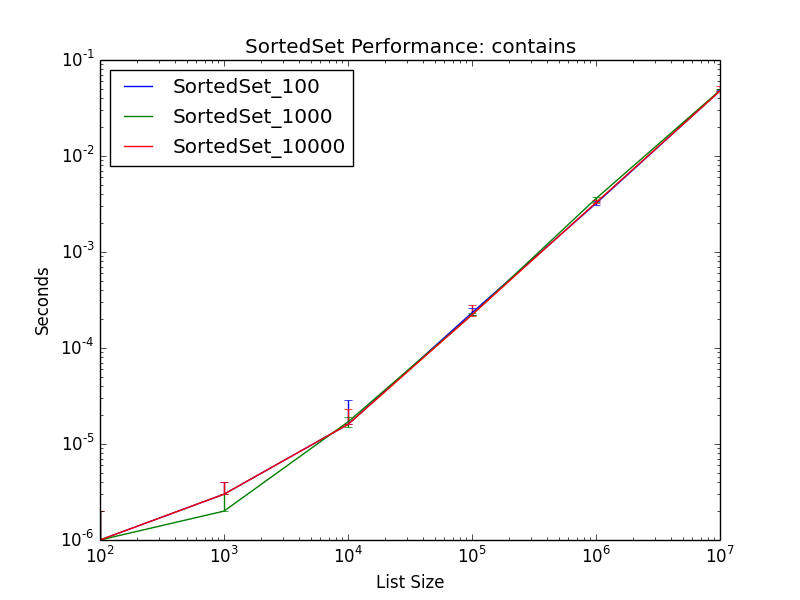 SortedSet Performance: contains
SortedSet_100
SortedSet_1000
SortedSet_10000
Seconds
10^-1
10^-2
10^-3
10^-4
10^-5
10^-6
10^2 10^3 10^4 10^5 10^6 10^7
List Size